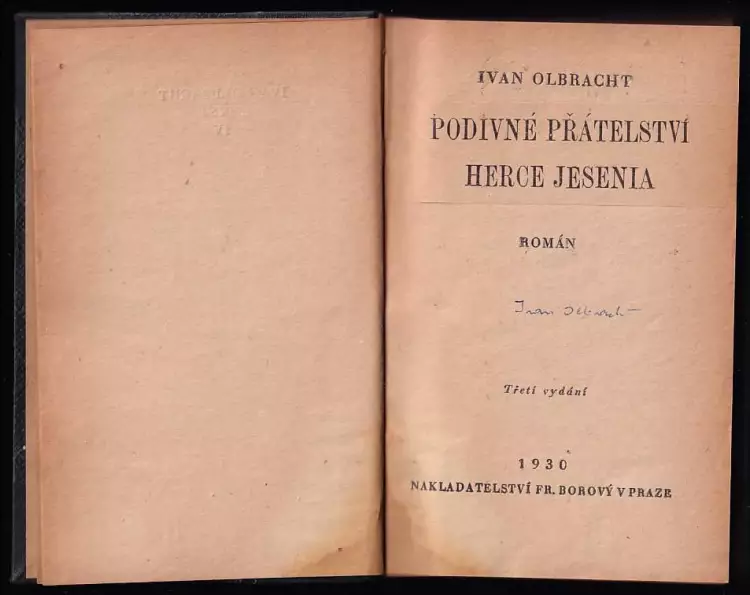 IVAN OLBRACHT
PODIVNÉ PŘÁTELSTVÍ
HERCE JESENIA
ROMÁN
Ivan Olbracht
Třetí vydání
1930
NAKLADATELSTVÍ FR. BOROVÝ V PRAZE